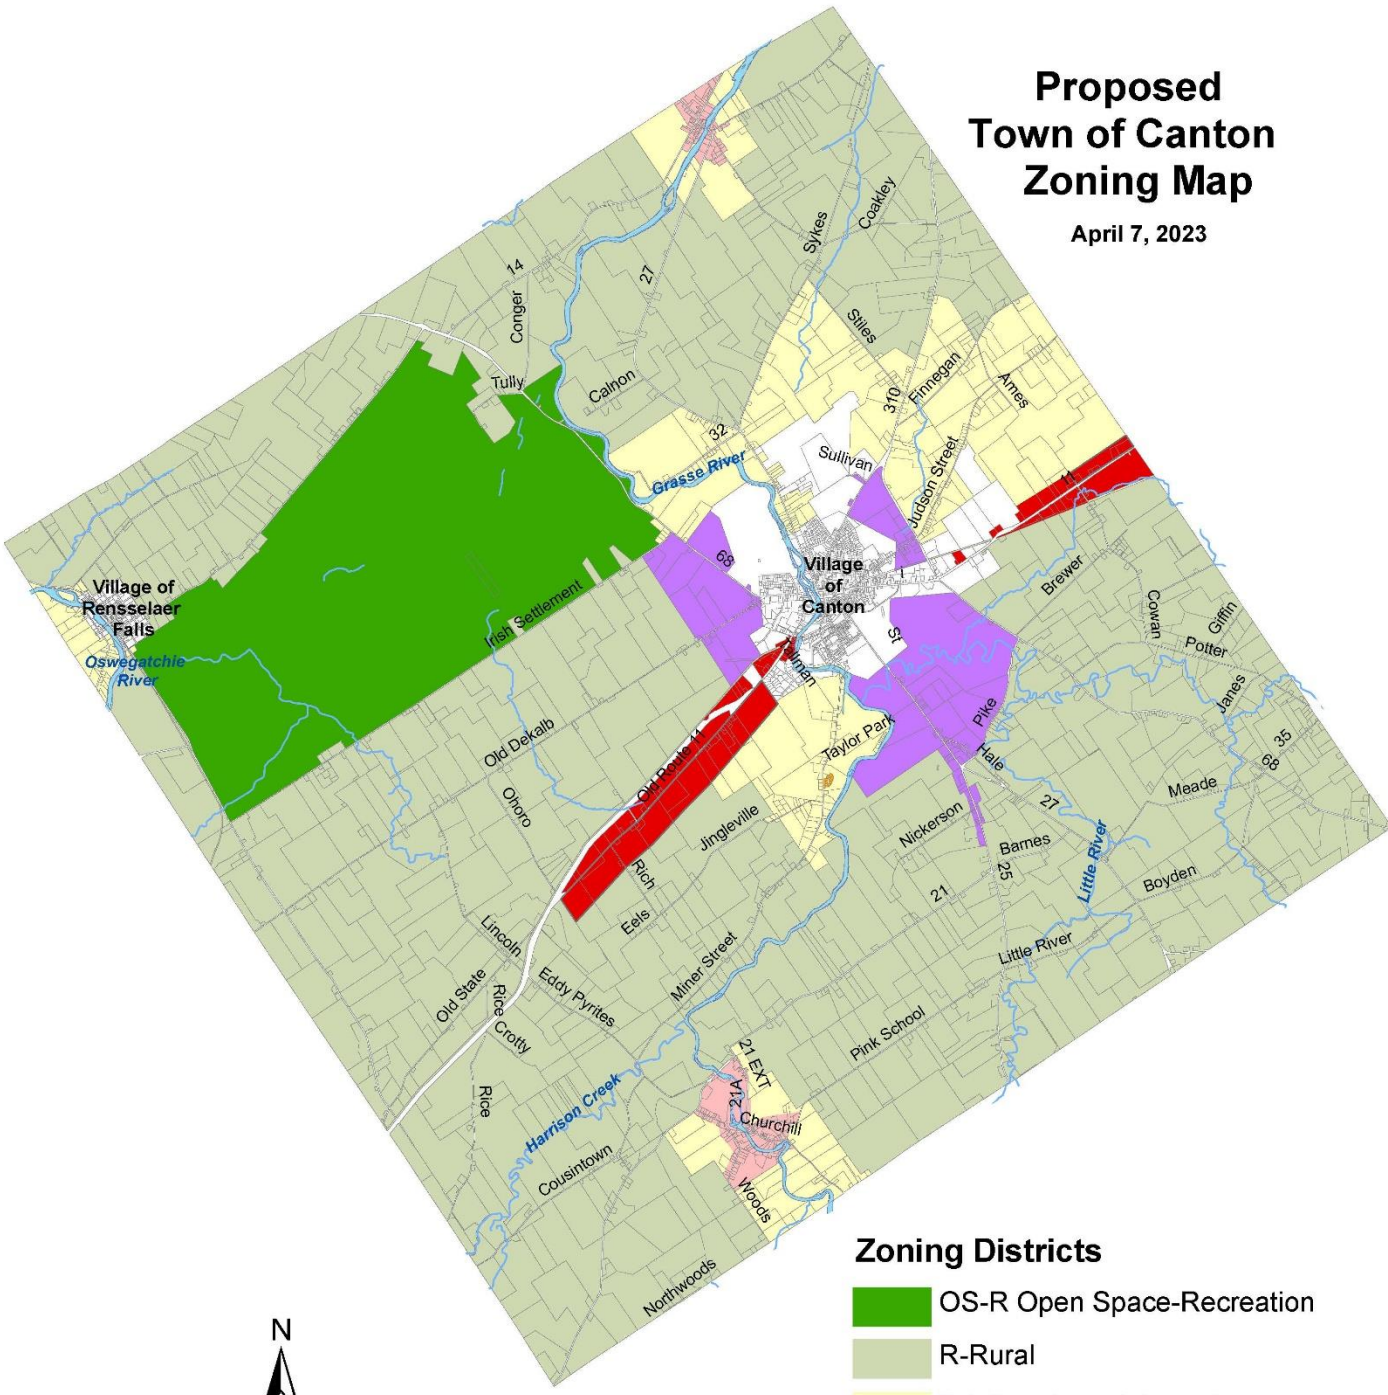 Proposed
Town of Canton
Zoning Map
April 7, 2023
Sykes
Coakley
14
27
Conger
Stiles
Tully
Calnon
Finnegan
310
Ames
32
Sullivan
Grasse River
Judson Street
11
68
Village
of
Canton
Brewer
Village of
Rensselaer
Falls
Irish Settlement
Cowan
Giffin
St
Potter
Oswegatchie
River
Tallman
Janes
Pike
Old Dekalb
Taylor Park
Old Route 11
Hale
35
68
Ohoro
Meade
27
Jingleville
Nickerson
Barnes
Rich
Little River
25
Boyden
21
Eels
Lincoln
Miner Street
Little River
Old State
Eddy Pyrites
Rice
Crotty
Pink School
21 EXT
21A
Rice
Harrison Creek
Churchill
Cousintown
Woods
Northwoods
Zoning Districts
OS-R Open Space-Recreation
R-Rural
N